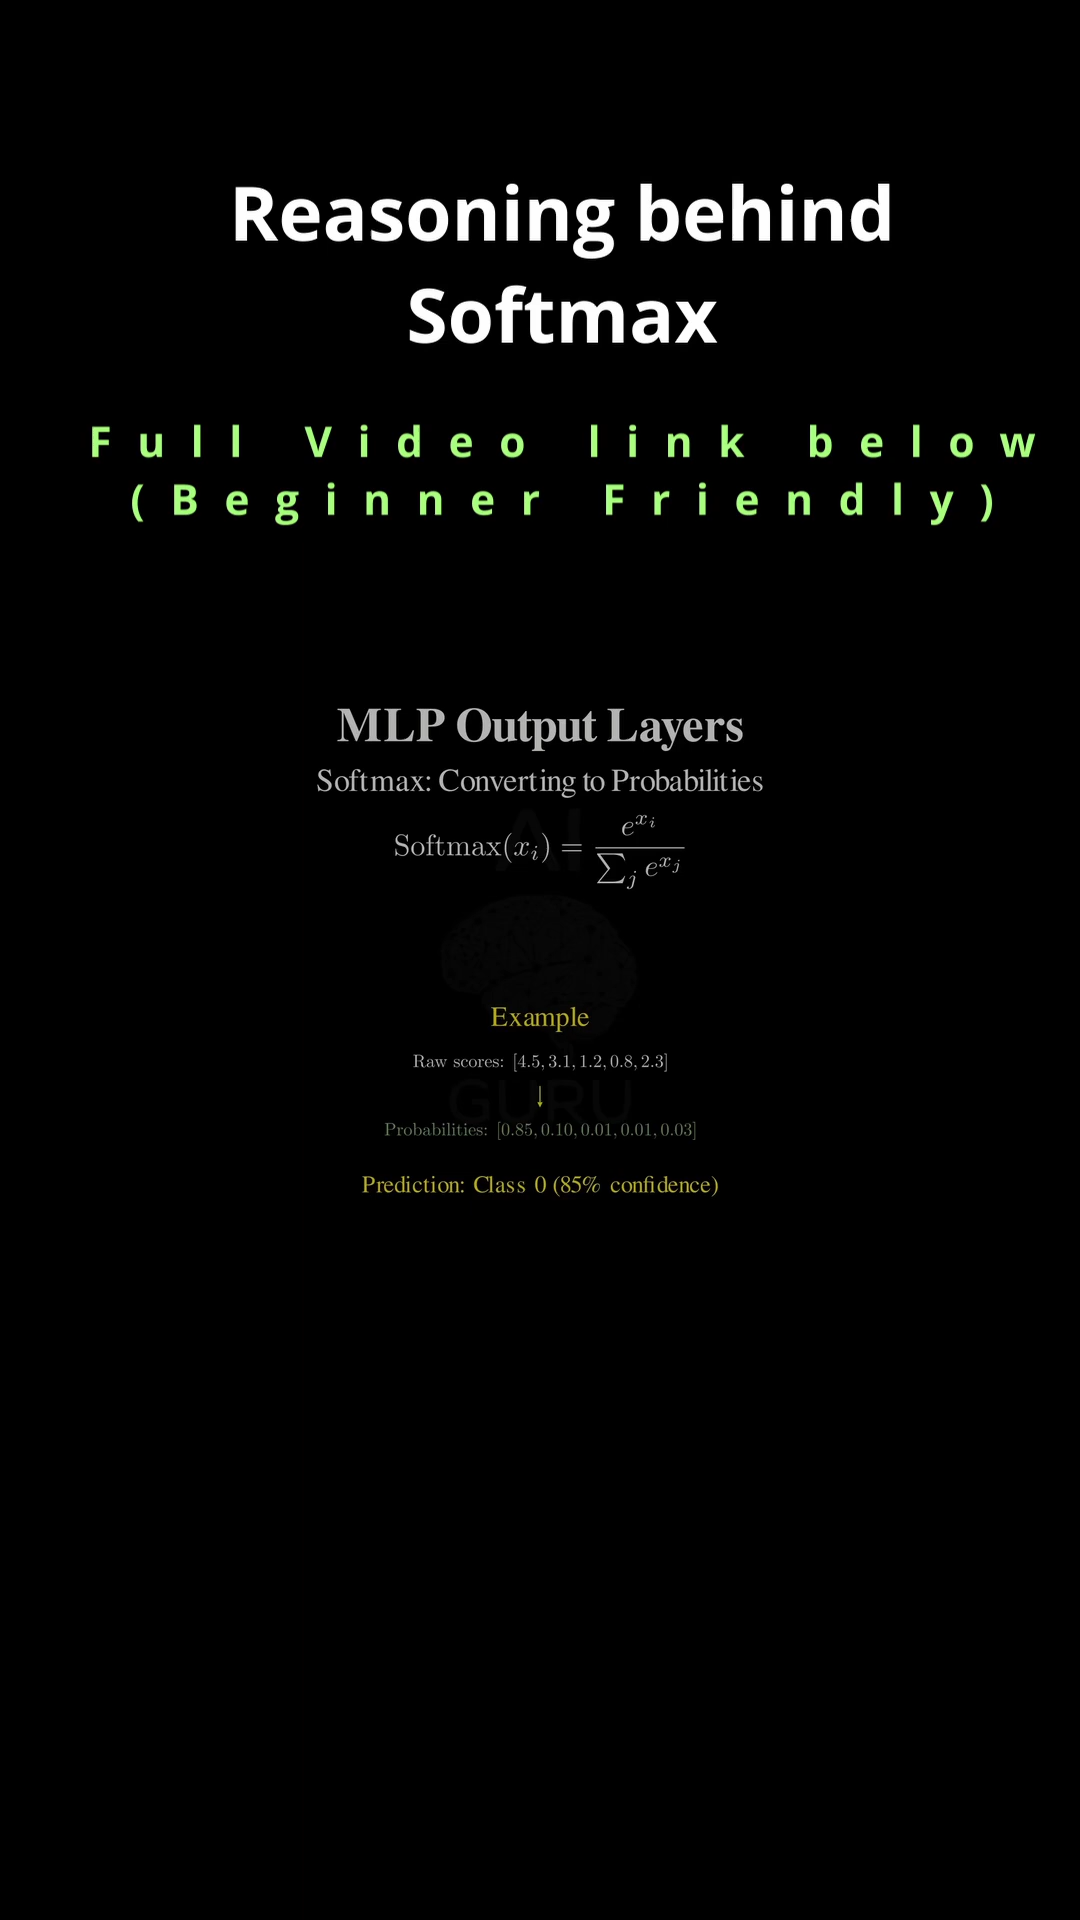 Reasoning behind
Softmax
Full Video link below
(Beginner Friendly)
MLP Output Layers
Softmax: Converting to Probabilities
Softmax(x_i) = e^{x_i} / ∑_j e^{x_j}
AI
Example
Raw scores: [4.5, 3.1, 1.2, 0.8, 2.3]
↓
GURU
Probabilities: [0.85, 0.10, 0.01, 0.01, 0.03]
Prediction: Class 0 (85% confidence)